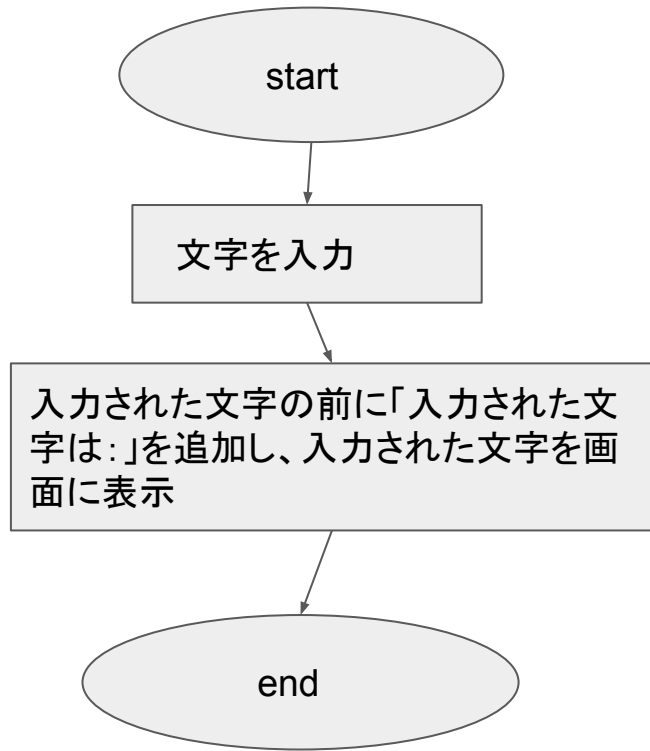 start
文字を入力
入力された文字の前に「入力された文
字は：」を追加し、入力された文字を画
面に表示
end